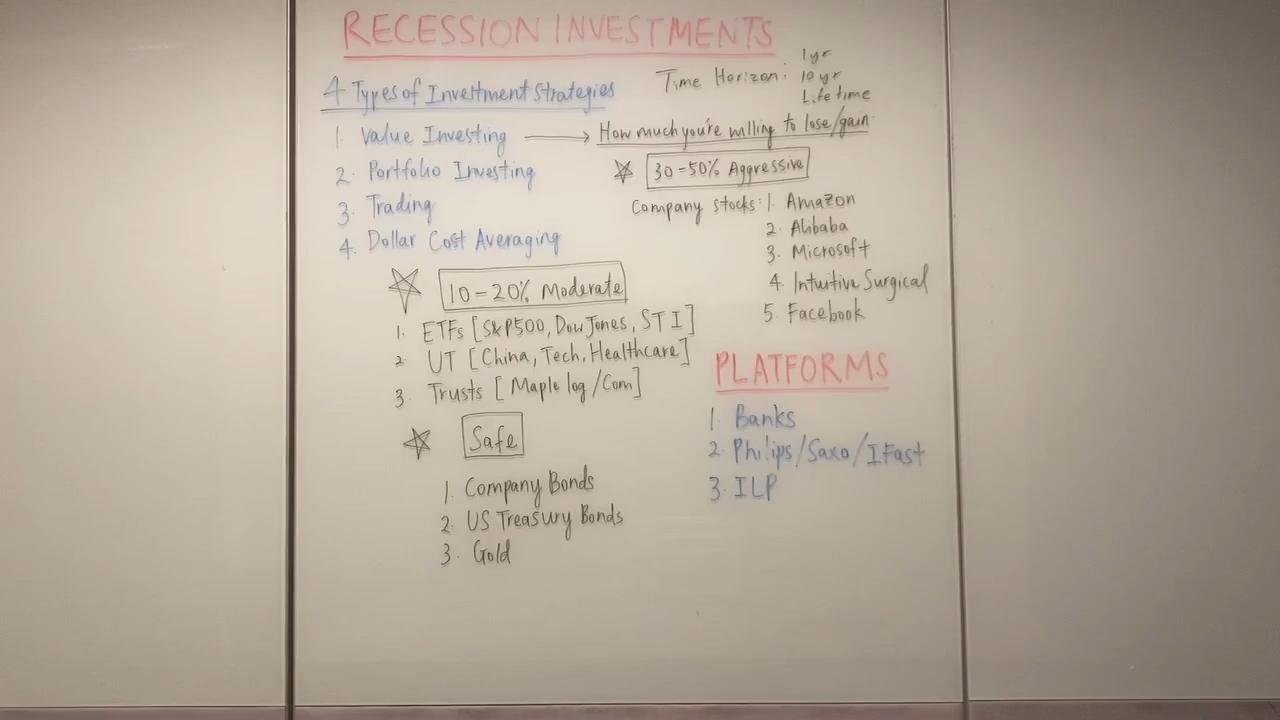 RECESSION INVESTMENTS
4 Types of Investment Strategies
1. Value Investing → How much you're willing to lose/gain
2. Portfolio Investing
3. Trading
4. Dollar Cost Averaging
Time Horizon: 1yr
10 yr
Life time
30-50% Aggressive
Company stocks: 1. Amazon
2. Alibaba
3. Microsoft
4. Intuitive Surgical
5. Facebook
10-20% Moderate
1. ETFs [S&P500, Dow Jones, STI]
2. UT [China, Tech, Healthcare]
3. Trusts [Maple log/Com]
Safe
1. Company Bonds
2. US Treasury Bonds
3. Gold
PLATFORMS
1. Banks
2. Philips/Saxo/IFast
3. ILP